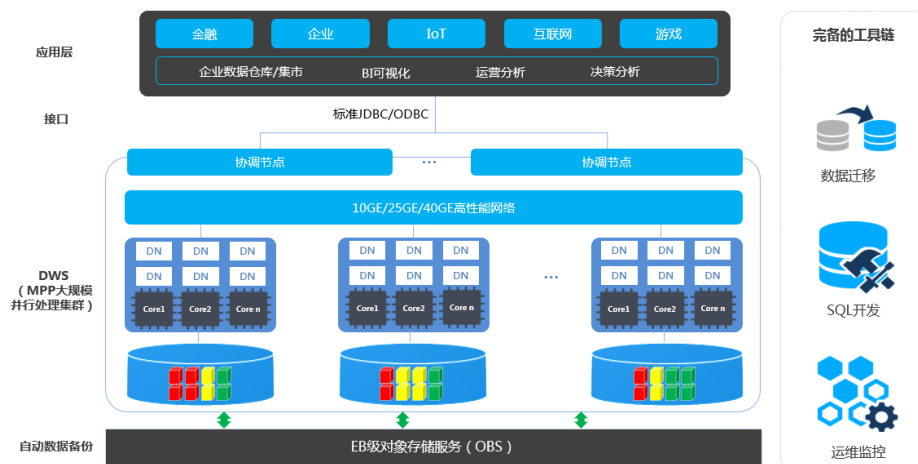 应用层
金融 企业 IoT 互联网 游戏
企业数据仓库/集市 BI可视化 运营分析 决策分析
接口
标准JDBC/ODBC
协调节点 ... 协调节点
10GE/25GE/40GE高性能网络
DWS
（MPP大规模
并行处理集群）
DN DN DN DN DN DN DN DN DN
DN DN DN DN DN DN ... DN DN DN
Core1 Core2 Core n Core1 Core2 Core n Core1 Core2 Core n
自动数据备份
EB级对象存储服务（OBS）
完备的工具链
数据迁移
SQL开发
运维监控